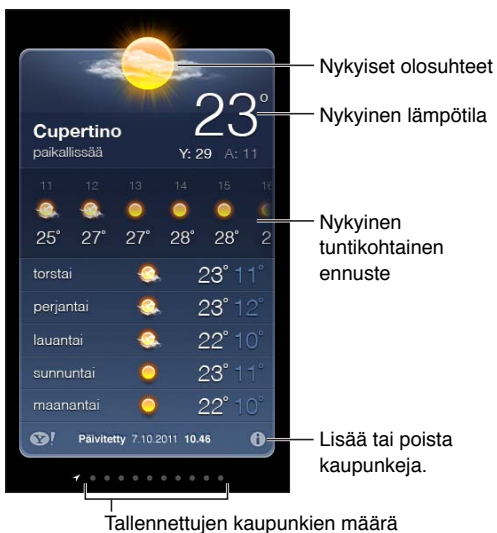 Nykyiset olosuhteet
23°
Nykyinen lämpötila
Cupertino
paikallissää
Y: 29 A: 11
11 12 13 14 15 16
25° 27° 27° 28° 28° 2
Nykyinen
tuntikohtainen
ennuste
torstai 23° 11°
perjantai 23° 12°
lauantai 22° 10°
sunnuntai 23° 11°
maanantai 22° 10°
Y! Päivitetty 7.10.2011 10.46 i
Lisää tai poista
kaupunkeja.
Tallennettujen kaupunkien määrä